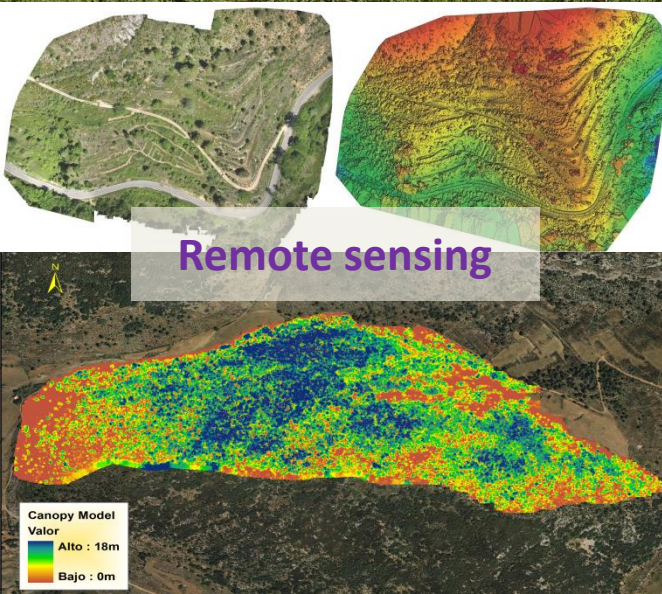 Remote sensing
N
Canopy Model
Valor
Alto : 18m
Bajo : 0m